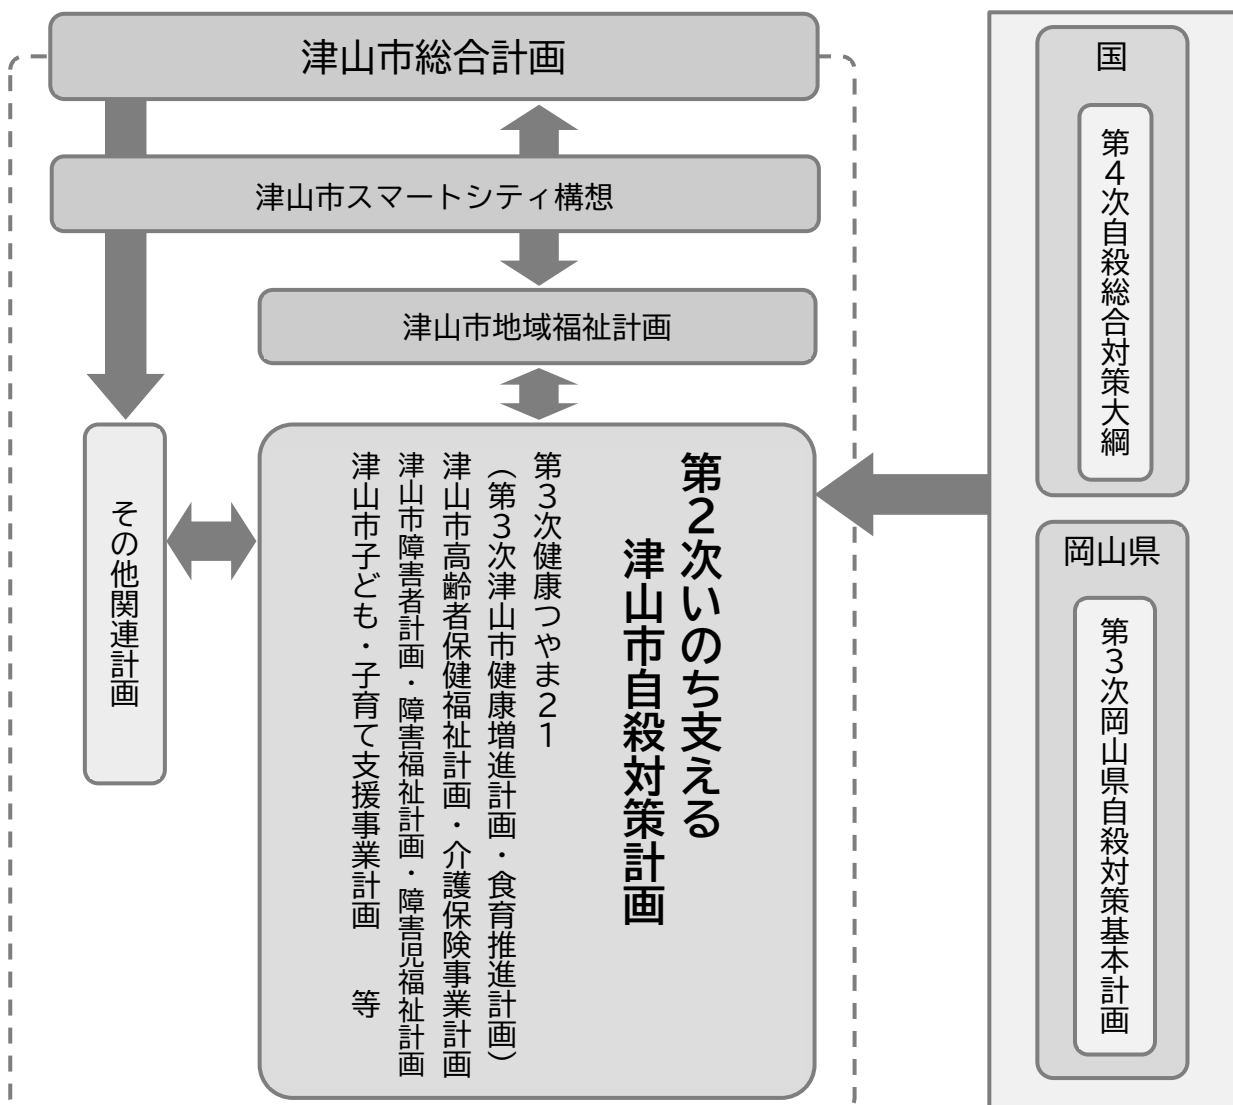 津山市総合計画
津山市スマートシティ構想
津山市地域福祉計画
第２次いのち支える
津山市自殺対策計画
第３次健康つやま２１
（第３次津山市健康増進計画・食育推進計画）
津山市高齢者保健福祉計画・介護保険事業計画
津山市障害者計画・障害福祉計画・障害児福祉計画
津山市子ども・子育て支援事業計画　等
その他関連計画
国
第４次自殺総合対策大綱
岡山県
第３次岡山県自殺対策基本計画